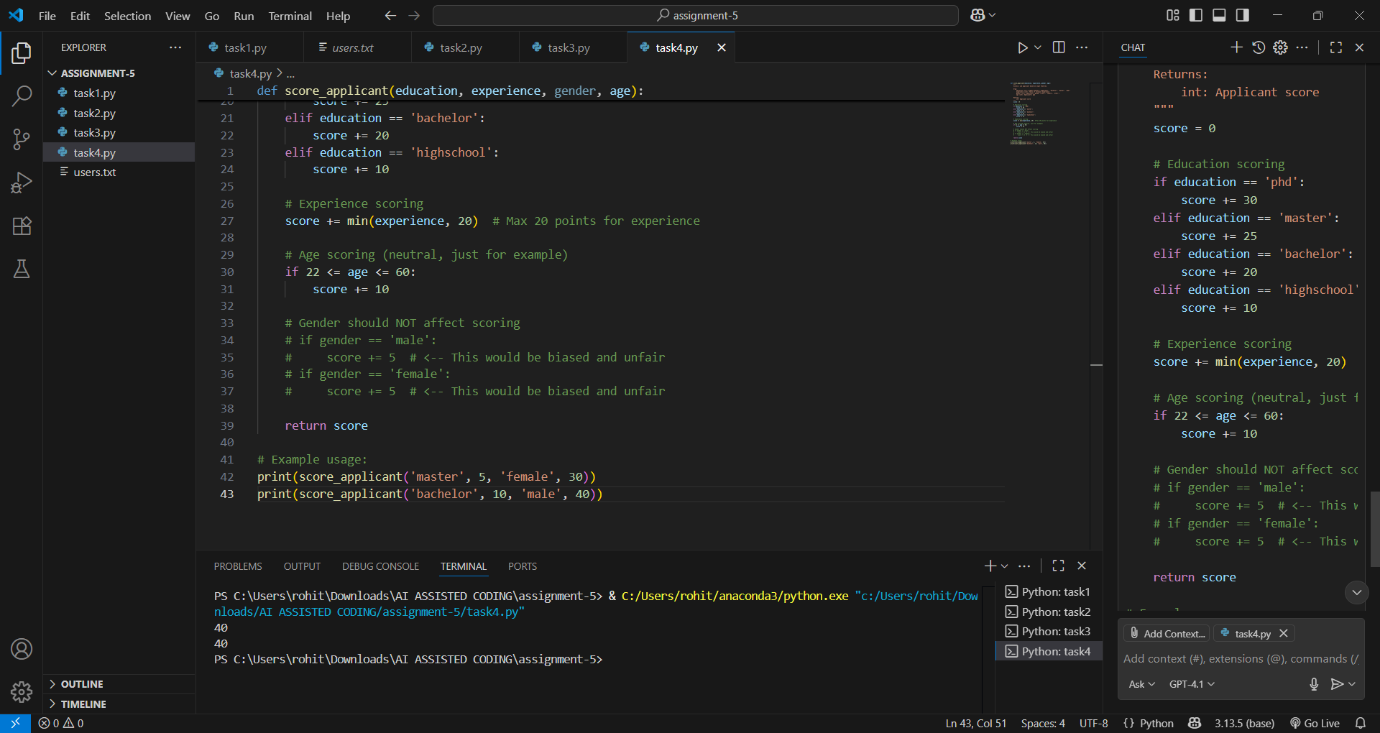 File Edit Selection View Go Run Terminal Help
assignment-5
EXPLORER
ASSIGNMENT-5
task1.py
task2.py
task3.py
task4.py
users.txt
OUTLINE
TIMELINE
task1.py users.txt task2.py task3.py task4.py
task4.py > ...
1 def score_applicant(education, experience, gender, age):
20 score += 25
21 elif education == 'bachelor':
22 score += 20
23 elif education == 'highschool':
24 score += 10
25
26 # Experience scoring
27 score += min(experience, 20)  # Max 20 points for experience
28
29 # Age scoring (neutral, just for example)
30 if 22 <= age <= 60:
31 score += 10
32
33 # Gender should NOT affect scoring
34 # if gender == 'male':
35 #     score += 5  # <-- This would be biased and unfair
36 # if gender == 'female':
37 #     score += 5  # <-- This would be biased and unfair
38
39 return score
40
41 # Example usage:
42 print(score_applicant('master', 5, 'female', 30))
43 print(score_applicant('bachelor', 10, 'male', 40))
PROBLEMS OUTPUT DEBUG CONSOLE TERMINAL PORTS
PS C:\Users\rohit\Downloads\AI ASSISTED CODING\assignment-5> & C:/Users/rohit/anaconda3/python.exe "c:/Users/rohit/Dow
nloads/AI ASSISTED CODING/assignment-5/task4.py"
40
40
PS C:\Users\rohit\Downloads\AI ASSISTED CODING\assignment-5>
Python: task1
Python: task2
Python: task3
Python: task4
CHAT
Returns:
int: Applicant score
"""
score = 0
# Education scoring
if education == 'phd':
score += 30
elif education == 'master':
score += 25
elif education == 'bachelor':
score += 20
elif education == 'highschool'
score += 10
# Experience scoring
score += min(experience, 20)
# Age scoring (neutral, just f
if 22 <= age <= 60:
score += 10
# Gender should NOT affect sco
# if gender == 'male':
#     score += 5  # <-- This w
# if gender == 'female':
#     score += 5  # <-- This w
return score
Add Context... task4.py
Add context (#), extensions (@), commands (/
Ask GPT-4.1
0 0
Ln 43, Col 51 Spaces: 4 UTF-8 {} Python 3.13.5 (base) Go Live